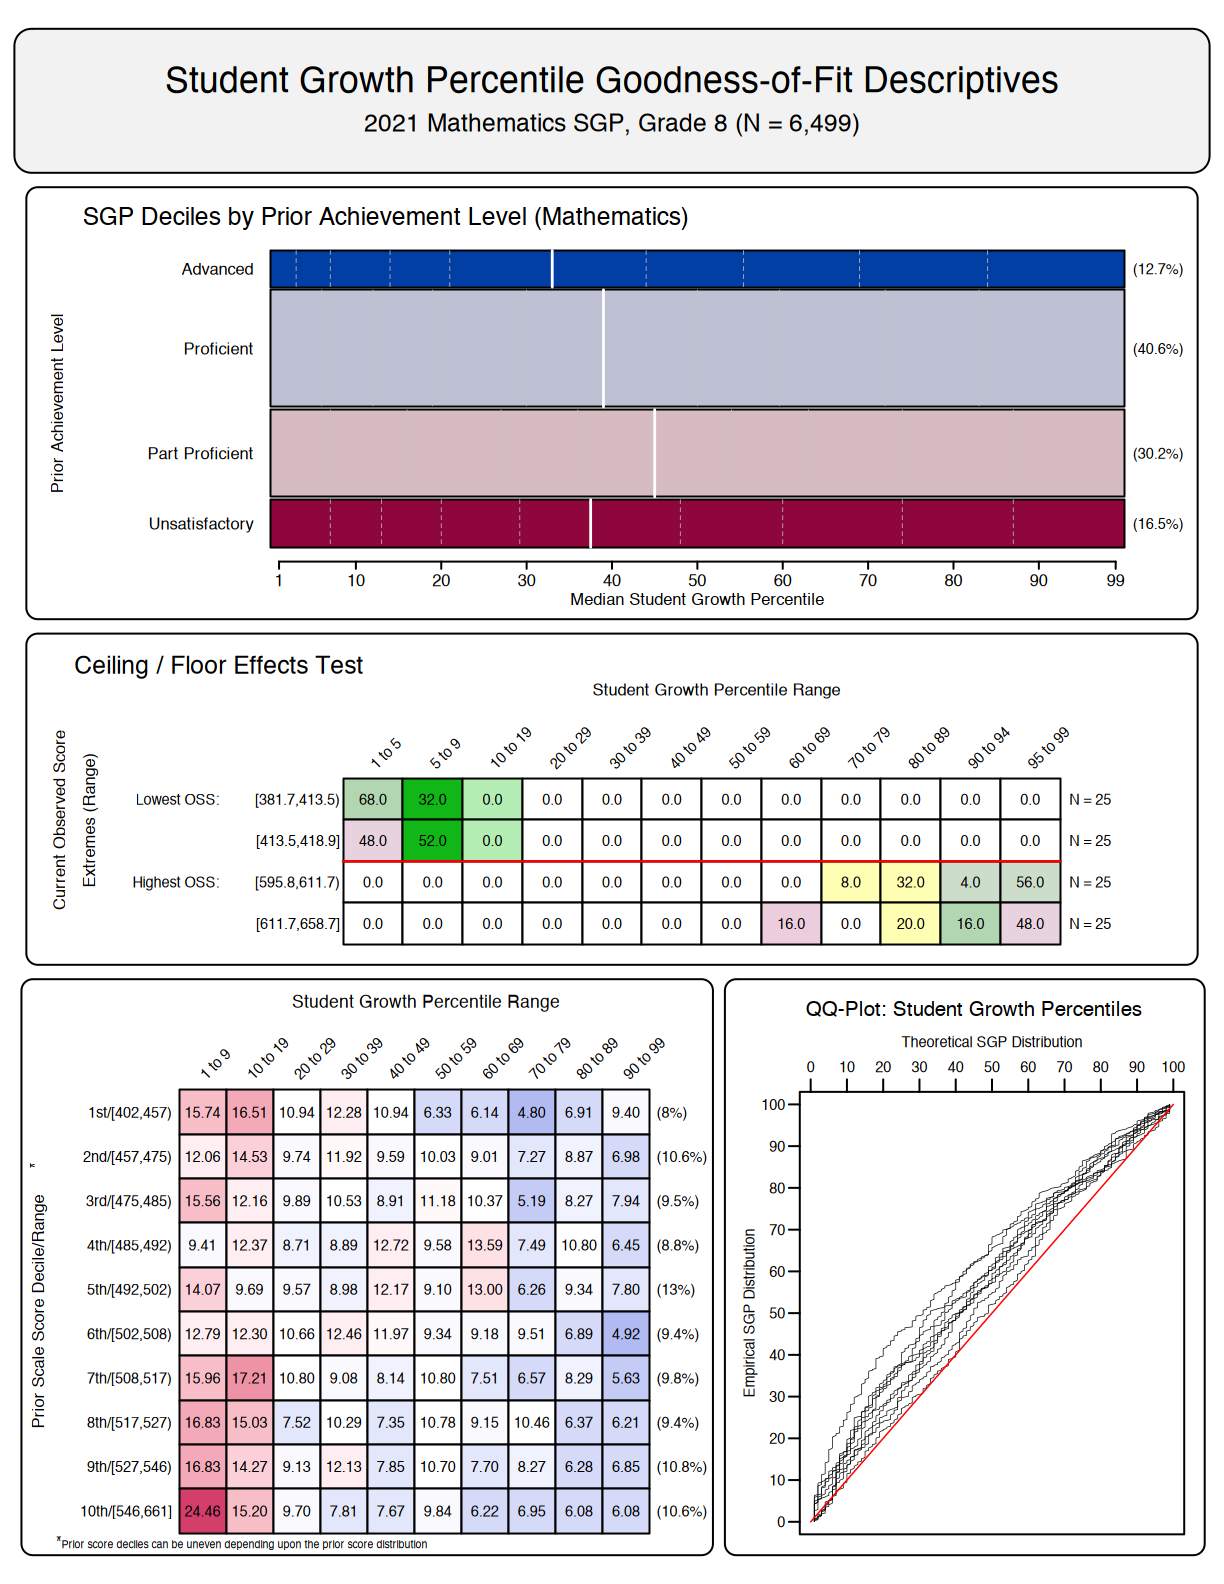 Student Growth Percentile Goodness-of-Fit Descriptives
2021 Mathematics SGP, Grade 8 (N = 6,499)
SGP Deciles by Prior Achievement Level (Mathematics)
Prior Achievement Level
Advanced (12.7%)
Proficient (40.6%)
Part Proficient (30.2%)
Unsatisfactory (16.5%)
1 10 20 30 40 50 60 70 80 90 99
Median Student Growth Percentile
Ceiling / Floor Effects Test
Student Growth Percentile Range
Current Observed Score
Extremes (Range)
1 to 5 5 to 9 10 to 19 20 to 29 30 to 39 40 to 49 50 to 59 60 to 69 70 to 79 80 to 89 90 to 94 95 to 99
Lowest OSS: [381.7,413.5) 68.0 32.0 0.0 0.0 0.0 0.0 0.0 0.0 0.0 0.0 0.0 0.0 N = 25
[413.5,418.9] 48.0 52.0 0.0 0.0 0.0 0.0 0.0 0.0 0.0 0.0 0.0 0.0 N = 25
Highest OSS: [595.8,611.7) 0.0 0.0 0.0 0.0 0.0 0.0 0.0 0.0 8.0 32.0 4.0 56.0 N = 25
[611.7,658.7] 0.0 0.0 0.0 0.0 0.0 0.0 0.0 16.0 0.0 20.0 16.0 48.0 N = 25
Student Growth Percentile Range
Prior Scale Score Decile/Range *
1 to 9 10 to 19 20 to 29 30 to 39 40 to 49 50 to 59 60 to 69 70 to 79 80 to 89 90 to 99
1st/[402,457) 15.74 16.51 10.94 12.28 10.94 6.33 6.14 4.80 6.91 9.40 (8%)
2nd/[457,475) 12.06 14.53 9.74 11.92 9.59 10.03 9.01 7.27 8.87 6.98 (10.6%)
3rd/[475,485) 15.56 12.16 9.89 10.53 8.91 11.18 10.37 5.19 8.27 7.94 (9.5%)
4th/[485,492) 9.41 12.37 8.71 8.89 12.72 9.58 13.59 7.49 10.80 6.45 (8.8%)
5th/[492,502) 14.07 9.69 9.57 8.98 12.17 9.10 13.00 6.26 9.34 7.80 (13%)
6th/[502,508) 12.79 12.30 10.66 12.46 11.97 9.34 9.18 9.51 6.89 4.92 (9.4%)
7th/[508,517) 15.96 17.21 10.80 9.08 8.14 10.80 7.51 6.57 8.29 5.63 (9.8%)
8th/[517,527) 16.83 15.03 7.52 10.29 7.35 10.78 9.15 10.46 6.37 6.21 (9.4%)
9th/[527,546) 16.83 14.27 9.13 12.13 7.85 10.70 7.70 8.27 6.28 6.85 (10.8%)
10th/[546,661] 24.46 15.20 9.70 7.81 7.67 9.84 6.22 6.95 6.08 6.08 (10.6%)
*Prior score deciles can be uneven depending upon the prior score distribution
QQ-Plot: Student Growth Percentiles
Theoretical SGP Distribution
0 10 20 30 40 50 60 70 80 90 100
Empirical SGP Distribution
100
90
80
70
60
50
40
30
20
10
0